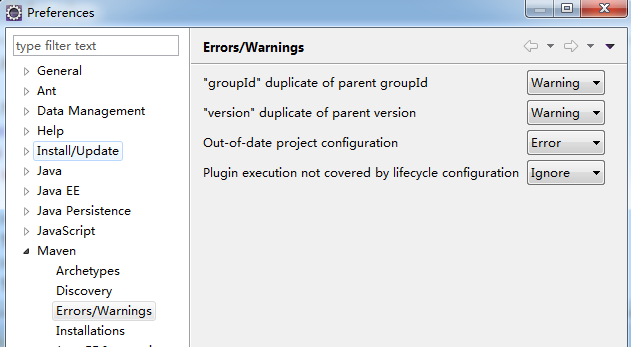 Preferences
type filter text
General
Ant
Data Management
Help
Install/Update
Java
Java EE
Java Persistence
JavaScript
Maven
Archetypes
Discovery
Errors/Warnings
Installations
Errors/Warnings
"groupId" duplicate of parent groupId Warning
"version" duplicate of parent version Warning
Out-of-date project configuration Error
Plugin execution not covered by lifecycle configuration Ignore